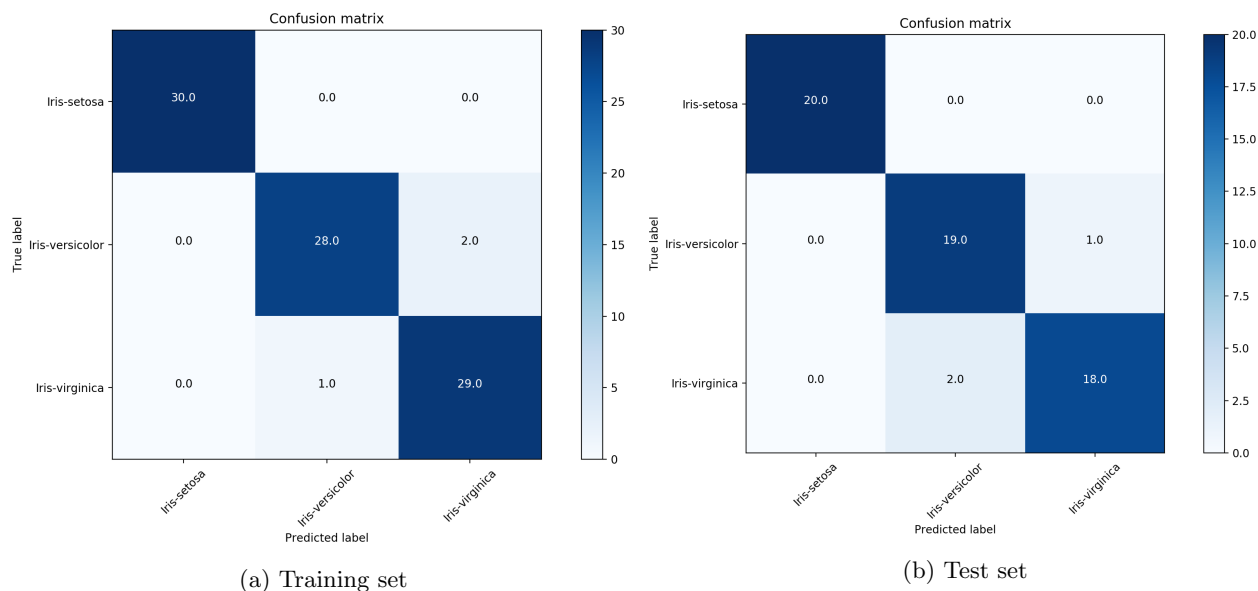 Confusion matrix
30
25
20
15
10
5
0
Iris-setosa
Iris-versicolor
Iris-virginica
True label
30.0 0.0 0.0
0.0 28.0 2.0
0.0 1.0 29.0
Iris-setosa
Iris-versicolor
Iris-virginica
Predicted label
(a) Training set
Confusion matrix
20.0
17.5
15.0
12.5
10.0
7.5
5.0
2.5
0.0
Iris-setosa
Iris-versicolor
Iris-virginica
True label
20.0 0.0 0.0
0.0 19.0 1.0
0.0 2.0 18.0
Iris-setosa
Iris-versicolor
Iris-virginica
Predicted label
(b) Test set